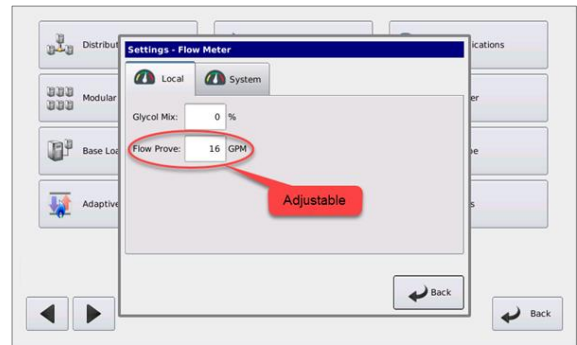 Distribut
ications
Settings - Flow Meter
Local
System
Modular
er
Glycol Mix: 0 %
Base Loa
Flow Prove: 16 GPM
Adjustable
Adaptive
s
Back
Back